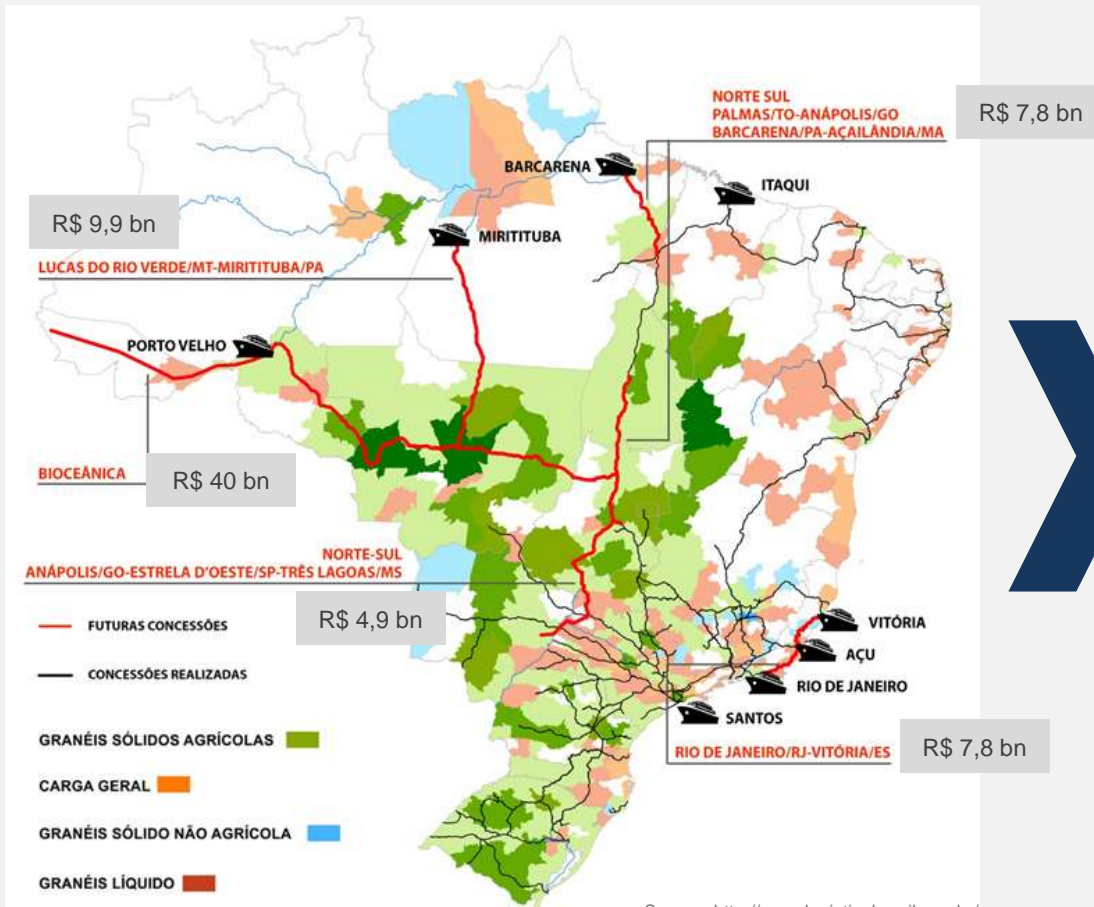 NORTE SUL
PALMAS/TO-ANÁPOLIS/GO
BARCARENA/PA-AÇAILÂNDIA/MA
R$ 7,8 bn
BARCARENA
ITAQUI
R$ 9,9 bn
MIRITITUBA
LUCAS DO RIO VERDE/MT-MIRITITUBA/PA
PORTO VELHO
BIOCEÂNICA
R$ 40 bn
NORTE-SUL
ANÁPOLIS/GO-ESTRELA D'OESTE/SP-TRÊS LAGOAS/MS
R$ 4,9 bn
FUTURAS CONCESSÕES
CONCESSÕES REALIZADAS
VITÓRIA
AÇU
RIO DE JANEIRO
SANTOS
RIO DE JANEIRO/RJ-VITÓRIA/ES
R$ 7,8 bn
GRANÉIS SÓLIDOS AGRÍCOLAS
CARGA GERAL
GRANÉIS SÓLIDO NÃO AGRÍCOLA
GRANÉIS LÍQUIDO